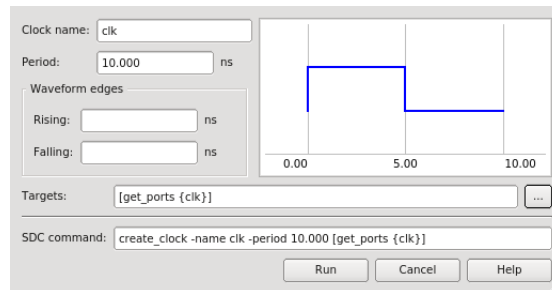 Clock name: clk
Period: 10.000 ns
Waveform edges
Rising: ns
Falling: ns
0.00 5.00 10.00
Targets: [get_ports {clk}] ...
SDC command: create_clock -name clk -period 10.000 [get_ports {clk}]
Run Cancel Help